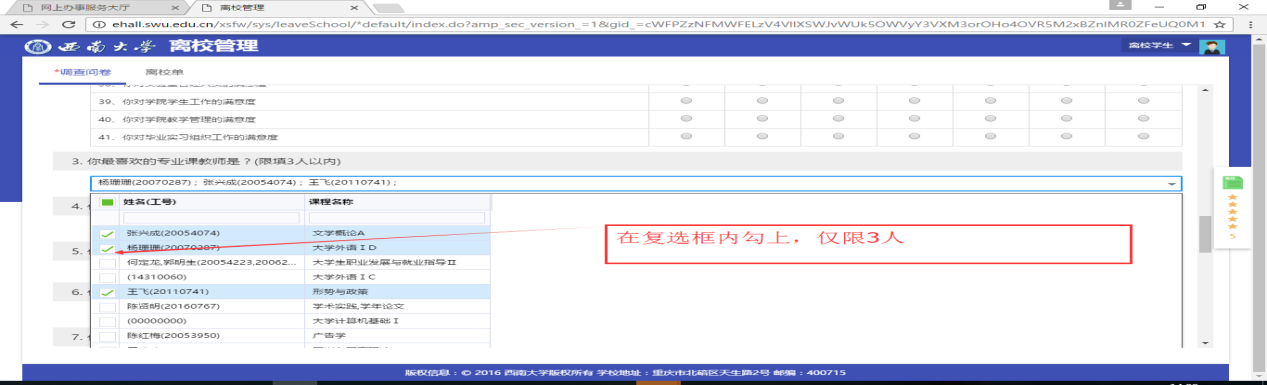 网上办事服务大厅
离校管理
ehall.swu.edu.cn/xsfw/sys/leaveSchool/*default/index.do?amp_sec_version_=1&gid_=cWFPZzNFMWFELzV4VllXSWJvWUk5OWVyY3VXM3orOHo4OVR5M2xBZnlMR0ZFeUQ0M1
西南大学 离校管理
离校学生
*调查问卷 离校单
39、你对学院学生工作的满意度
40、你对学院教学管理的满意度
41、你对毕业实习组织工作的满意度
3. 你最喜欢的专业课教师是？(限填3人以内)
杨珊珊(20070287)；张兴成(20054074)；王飞(20110741)；
4.
姓名(工号) 课程名称
张兴成(20054074) 文学概论A
5.
杨珊珊(20070287) 大学外语 I D
在复选框内勾上，仅限3人
5
何定龙,郭明生(20054223,20062... 大学生职业发展与就业指导II
(14310060) 大学外语 I C
6.
王飞(20110741) 形势与政策
陈贤明(20160767) 学术实践,学年论文
(00000000) 大学计算机基础 I
7.
陈红梅(20053950) 广告学
版权信息：© 2016 西南大学版权所有 学校地址：重庆市北碚区天生路2号 邮编：400715